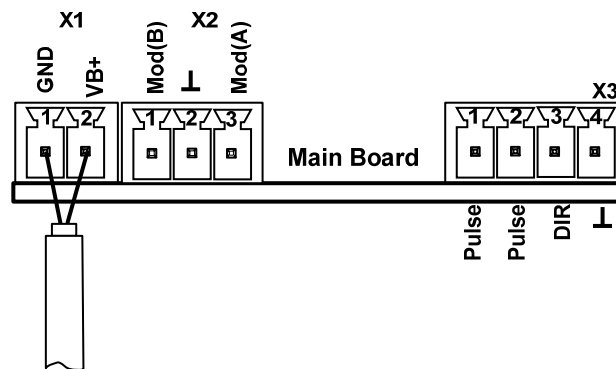 X1
X2
GND
VB+
Mod(B)
⊥
Mod(A)
X3
1
2
1
2
3
1
2
3
4
Main Board
Pulse
Pulse
DIR
⊥